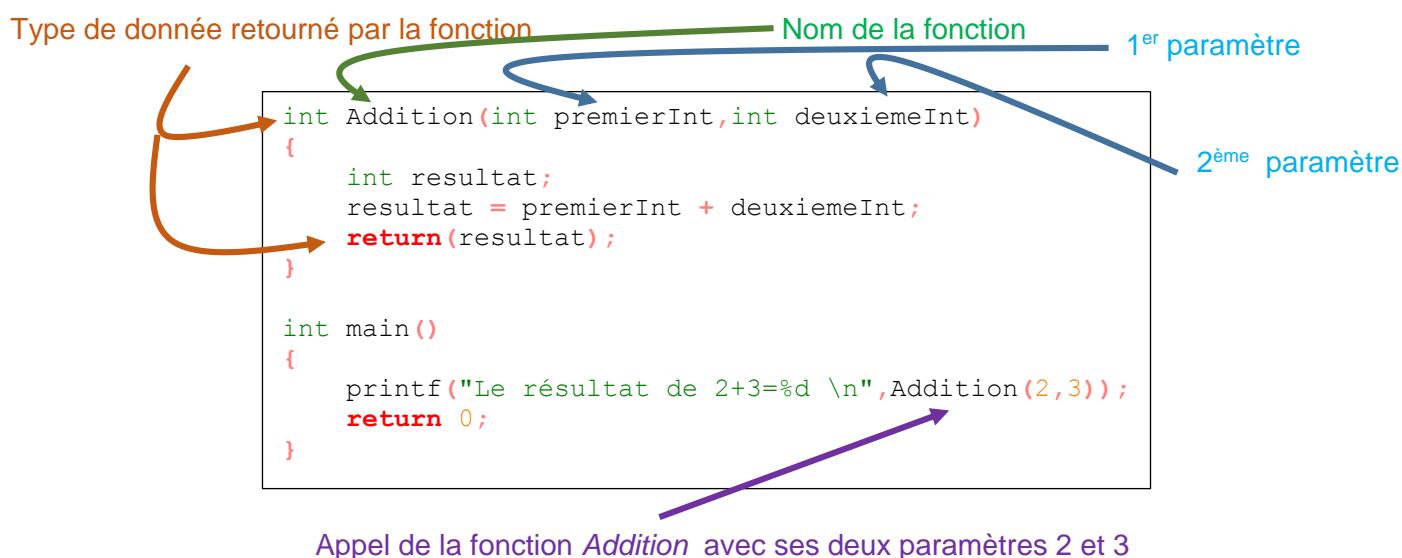 Type de donnée retourné par la fonction
Nom de la fonction
1er paramètre
int Addition(int premierInt,int deuxiemeInt)
{
2ème paramètre
int resultat;
resultat = premierInt + deuxiemeInt;
return(resultat);
}
int main()
{
printf("Le résultat de 2+3=%d \n",Addition(2,3));
return 0;
}
Appel de la fonction Addition avec ses deux paramètres 2 et 3